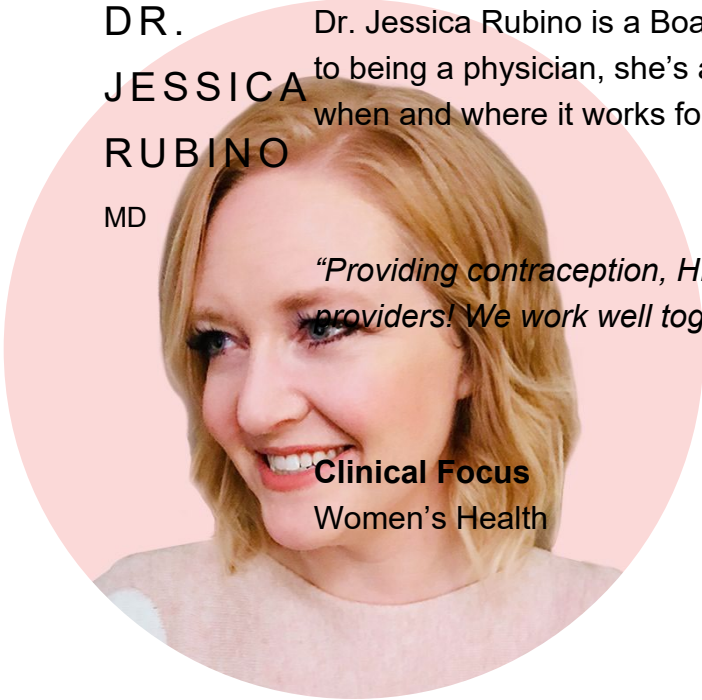 DR.
JESSICA
RUBINO
MD
Dr. Jessica Rubino is a Boa
to being a physician, she’s a
when and where it works fo
“Providing contraception, H
providers! We work well tog
Clinical Focus
Women’s Health